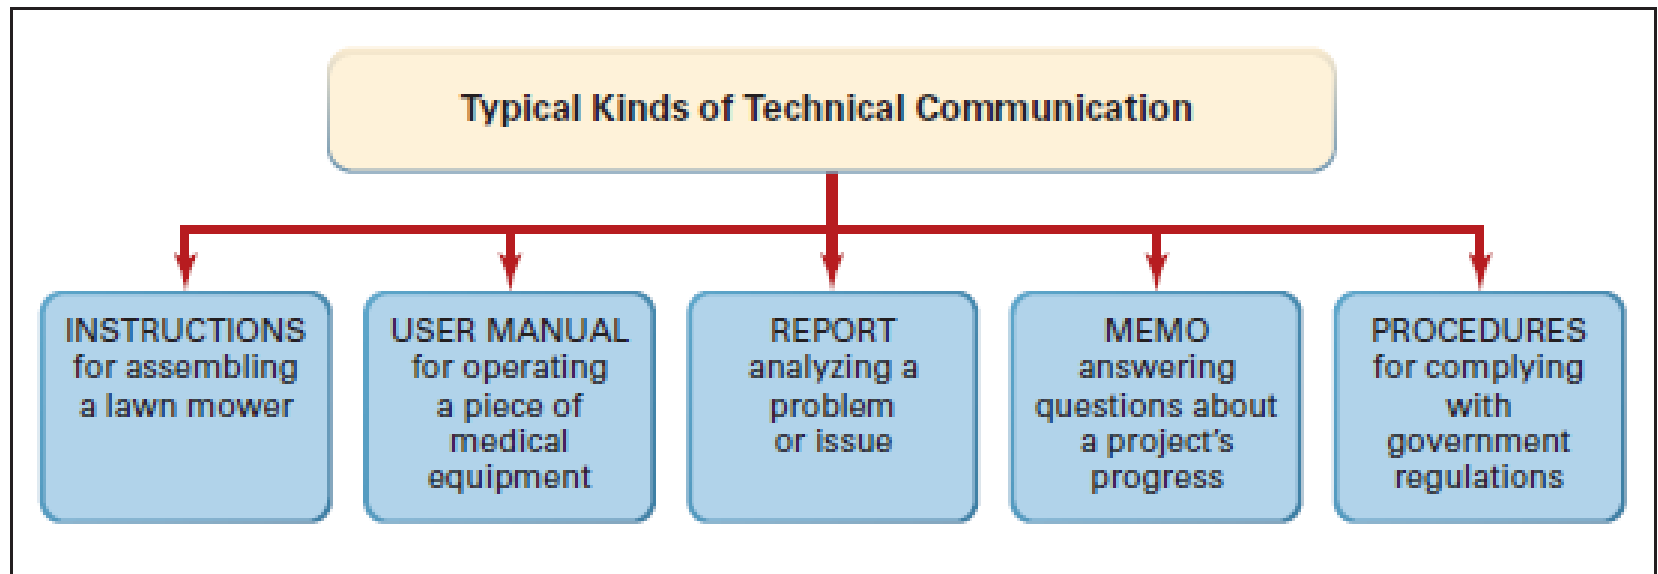 Typical Kinds of Technical Communication
INSTRUCTIONS
for assembling
a lawn mower
USER MANUAL
for operating
a piece of
medical
equipment
REPORT
analyzing a
problem
or issue
MEMO
answering
questions about
a project's
progress
PROCEDURES
for complying
with
government
regulations